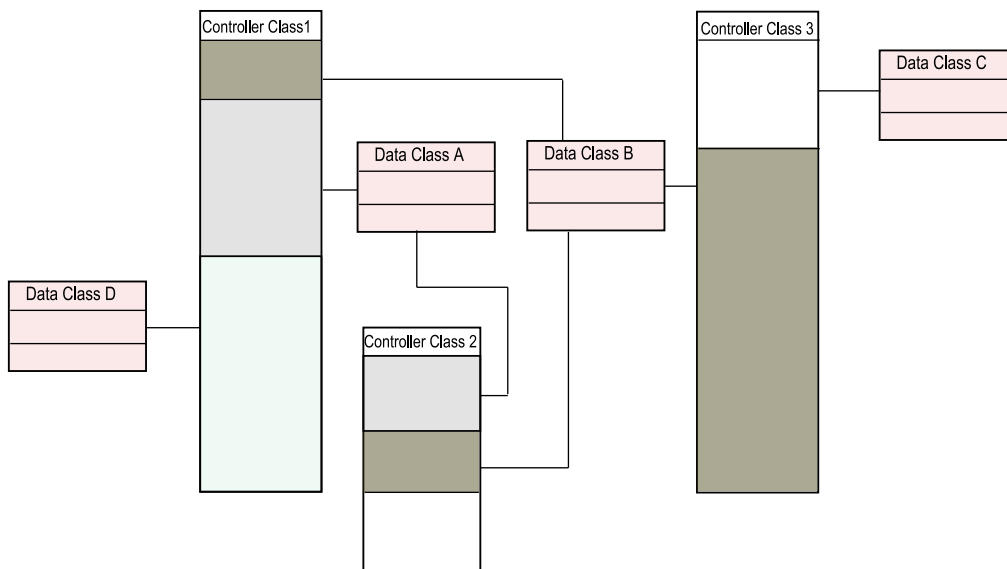 Controller Class1
Controller Class 3
Data Class C
Data Class A
Data Class B
Data Class D
Controller Class 2